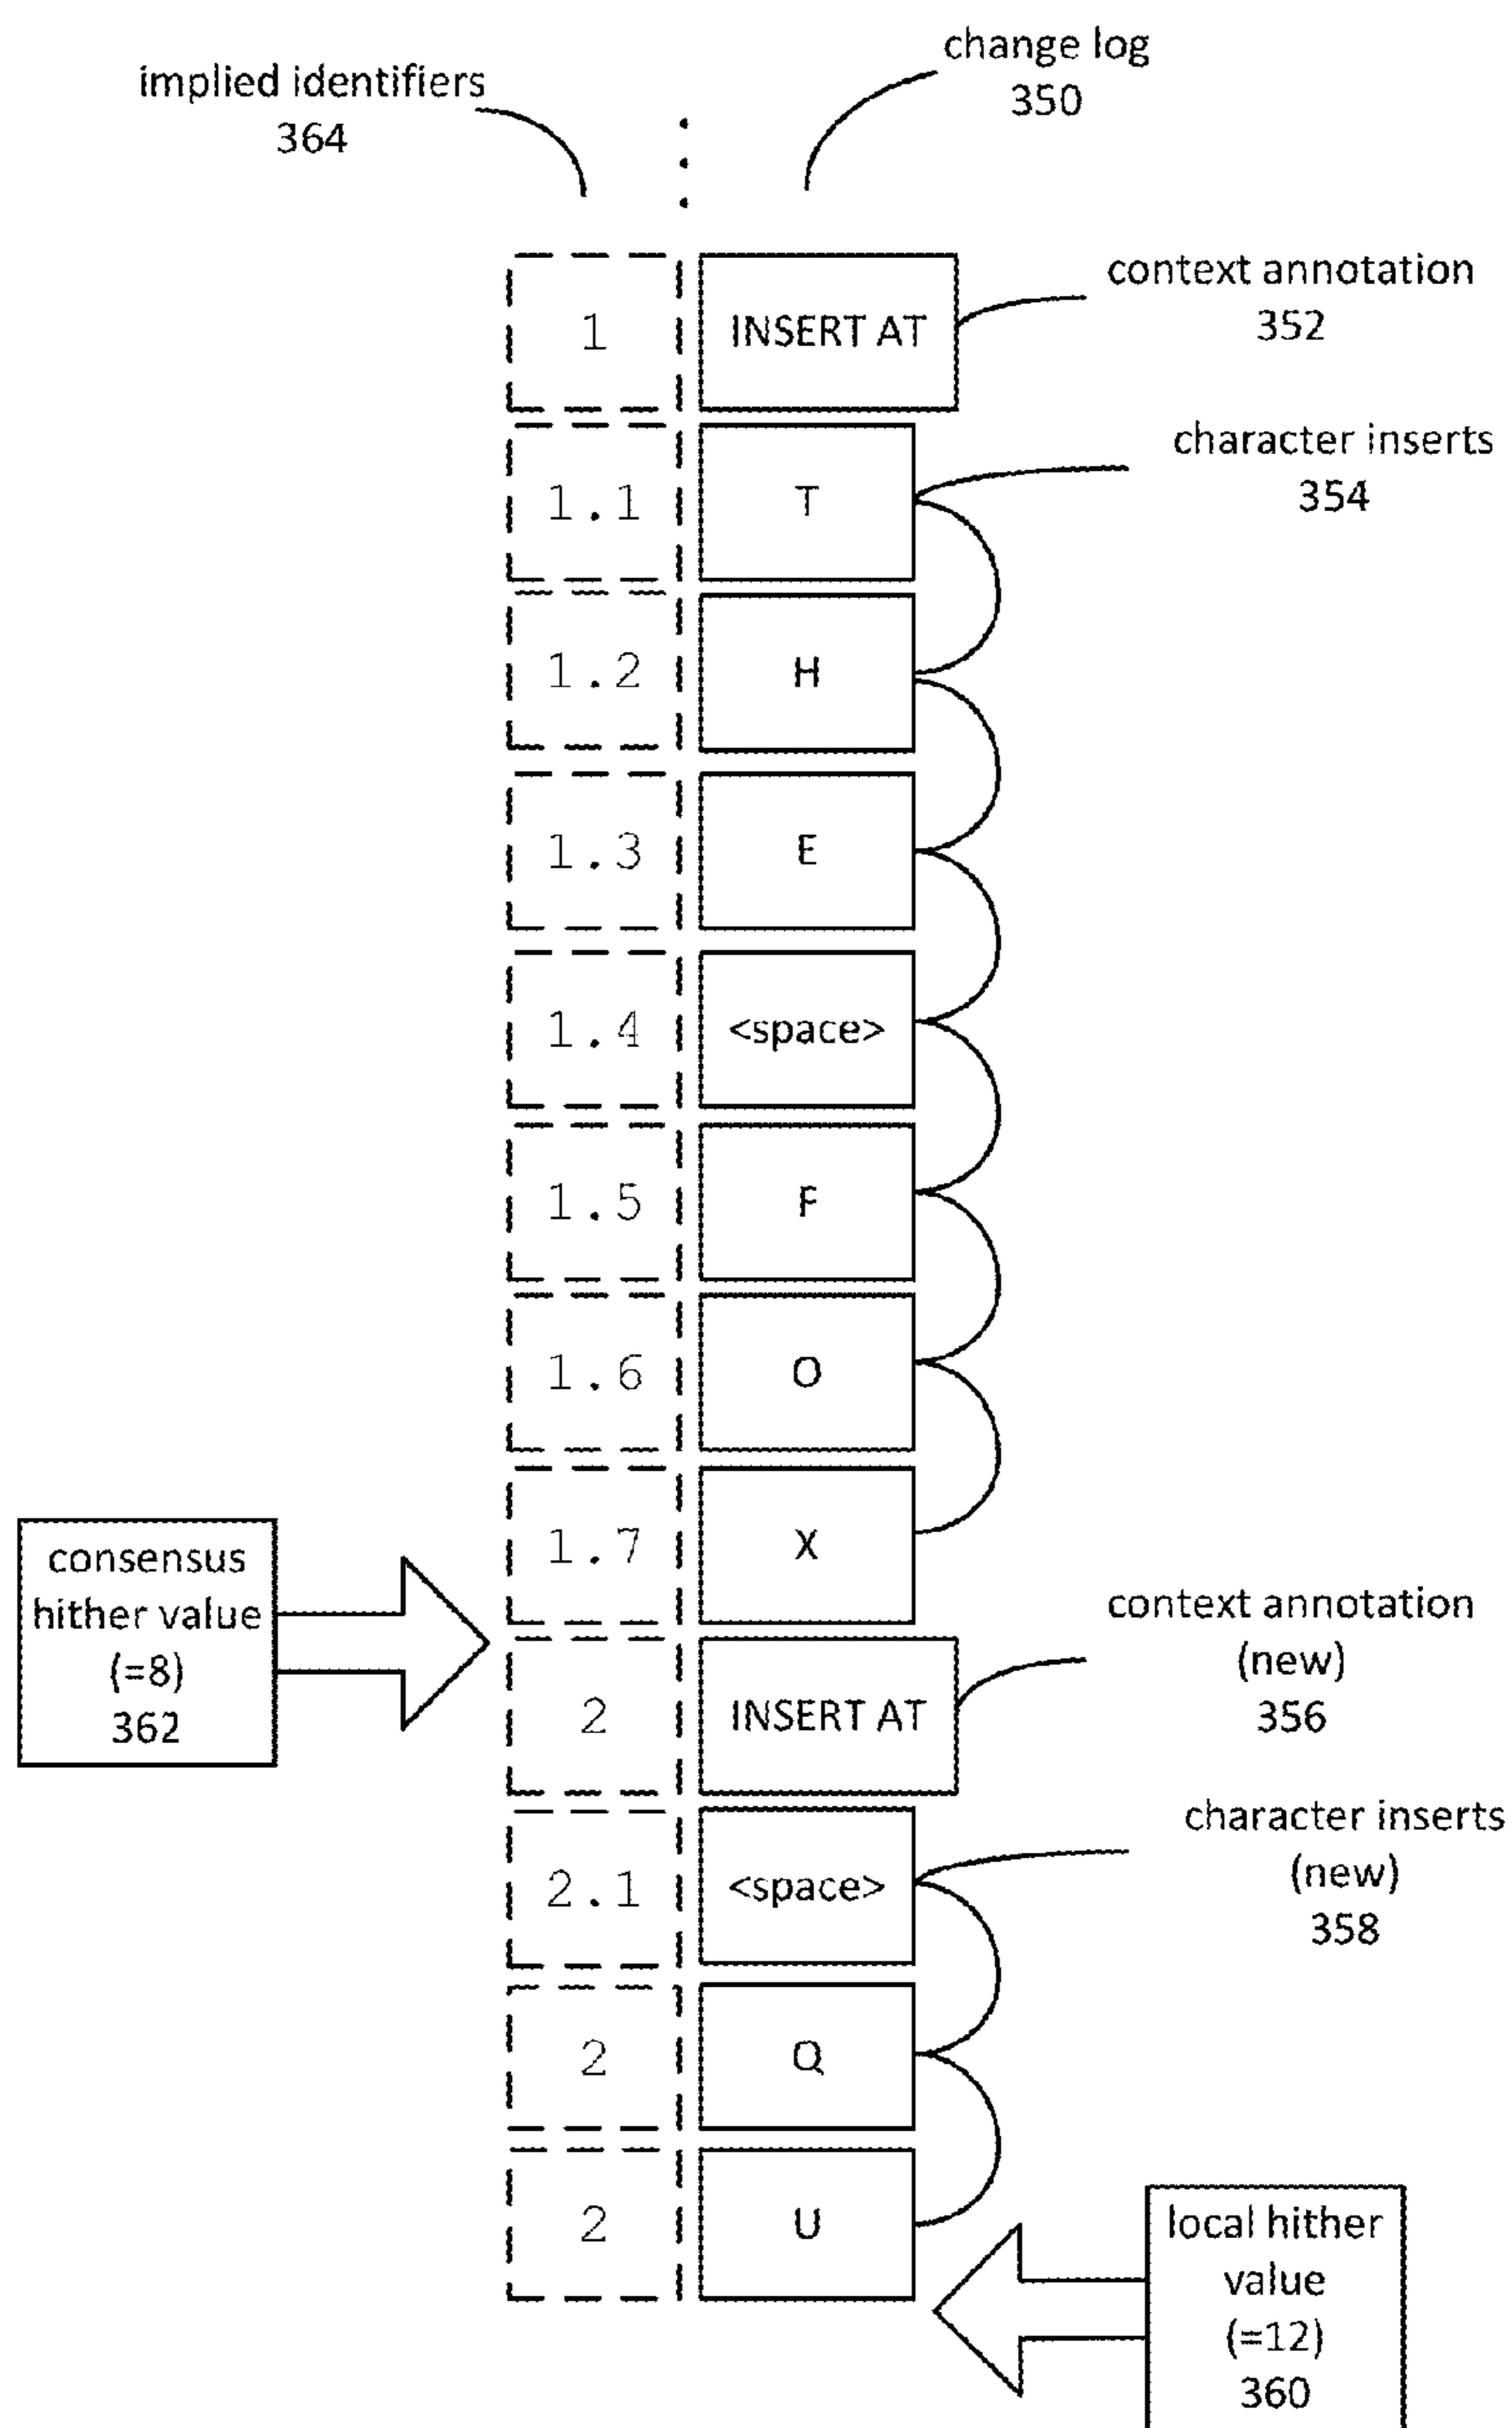 change log
350
implied identifiers
364
context annotation
352
1 INSERT AT
character inserts
354
1.1 T
1.2 H
1.3 E
1.4 <space>
1.5 F
1.6 O
1.7 X
consensus
hither value
(=8)
362
context annotation
(new)
356
2 INSERT AT
character inserts
(new)
358
2.1 <space>
2 Q
2 U
local hither
value
(=12)
360